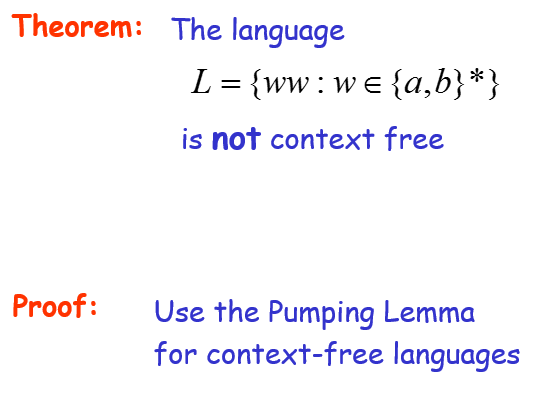 Theorem: The language
L = {ww : w ∈ {a,b}*}
is not context free
Proof: Use the Pumping Lemma
for context-free languages